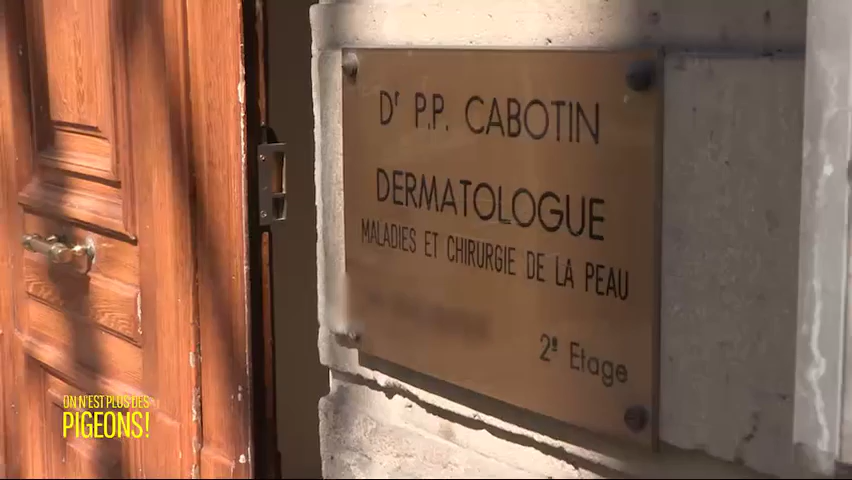 Dʳ P.P. CABOTIN
DERMATOLOGUE
MALADIES ET CHIRURGIE DE LA PEAU
2ᵉ Etage
ON N'EST PLUS DES
PIGEONS!